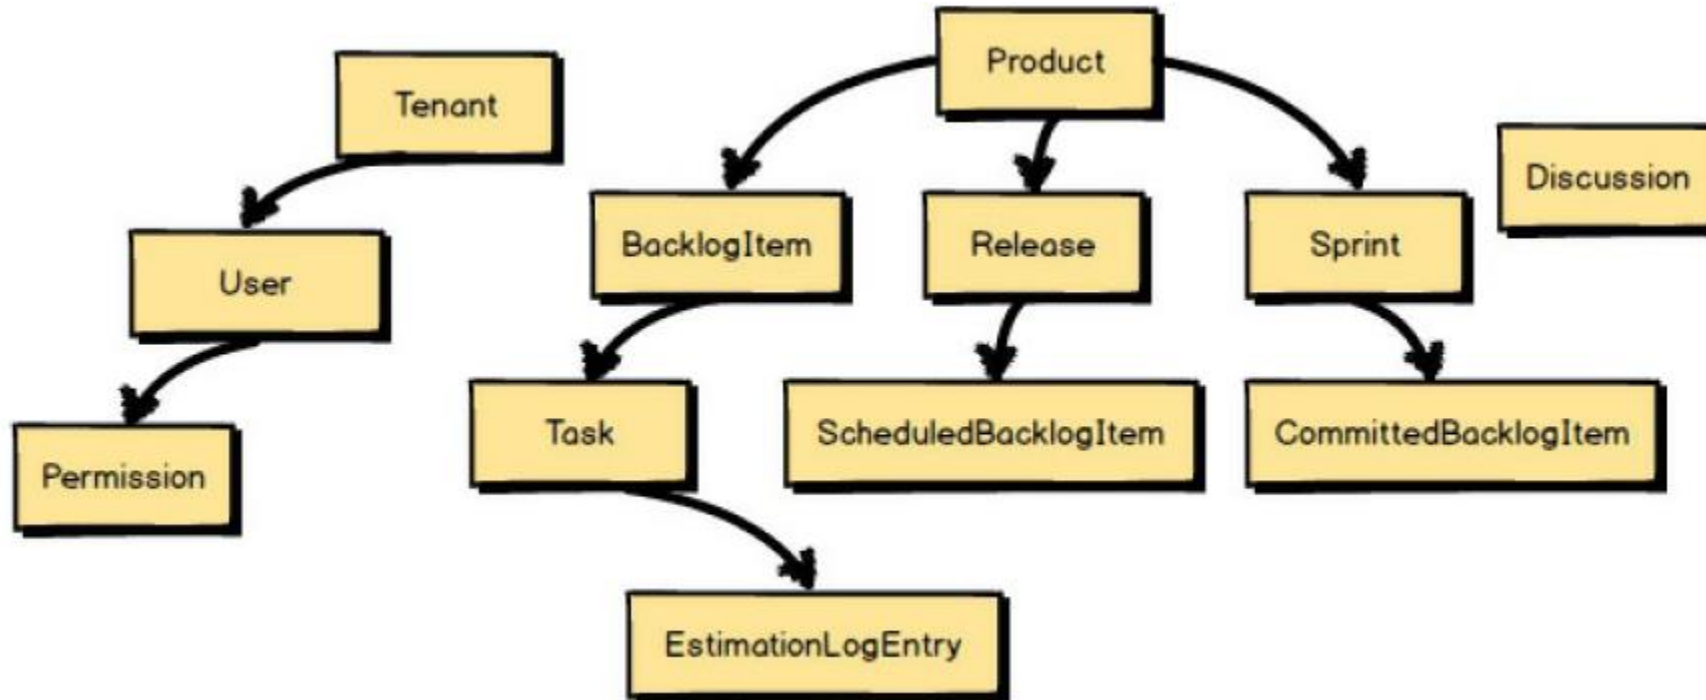 Product
Tenant
Discussion
BacklogItem
Release
Sprint
User
Task
ScheduledBacklogItem
CommittedBacklogItem
Permission
EstimationLogEntry